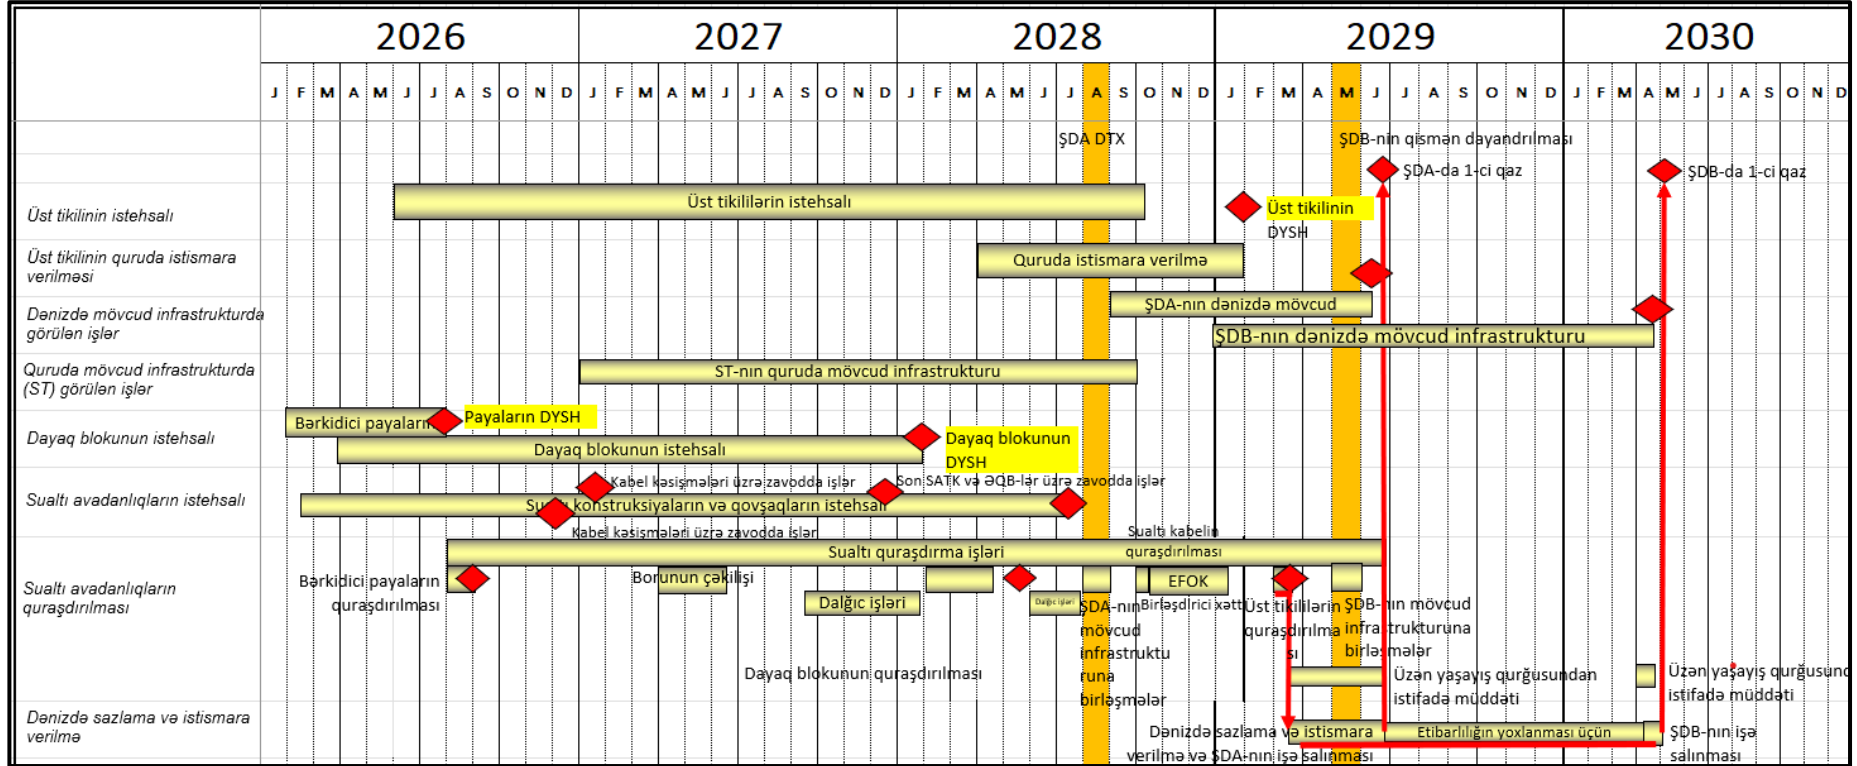 2026 2027 2028 2029 2030
J F M A M J J A S O N D J F M A M J J A S O N D J F M A M J J A S O N D J F M A M J J A S O N D J F M A M J J A S O N D
ŞDA DTX
ŞDB-nin qismən dayandrılması
ŞDA-da 1-ci qaz
ŞDB-da 1-ci qaz
Üst tikilinin istehsalı
Üst tikililərin istehsalı
Üst tikilinin
DYSH
Üst tikilinin quruda istismara
verilməsi
Quruda istismara verilmə
Dənizdə mövcud infrastrukturda
görülən işlər
ŞDA-nın dənizdə mövcud
ŞDB-nın dənizdə mövcud infrastrukturu
Quruda mövcud infrastrukturda
(ST) görülən işlər
ST-nın quruda mövcud infrastrukturu
Dayaq blokunun istehsalı
Bərkidici payaların
Payaların DYSH
Dayaq blokunun istehsalı
Dayaq blokunun
DYSH
Sualtı avadanlıqların istehsalı
Kabel kəsişmələri üzrə zavodda işlər
Son SATK və ƏQB-lər üzrə zavodda işlər
konstruksiyaların və qovşaqların istehsalı
Kabel kəsişmələri üzrə zavodda işlər
Sualtı avadanlıqların
quraşdırılması
Sualtı quraşdırma işləri
Sualtı kabelin
quraşdırılması
Bərkidici payaların
quraşdırılması
Borunun çəkilişi
Dalğıc işləri
Dalğıc işləri
EFOK
ŞDA-nın
mövcud
infrastruktu
runa
birləşmələr
Birləşdirici xətt
Üst tikililərin
quraşdırılma
sı
ŞDB-nın mövcud
infrastrukturuna
birləşmələr
Dayaq blokunun quraşdırılması
Üzən yaşayış qurğusundan
istifadə müddəti
Üzən yaşayış qurğusund
istifadə müddəti
Dənizdə sazlama və istismara
verilmə
Dənizdə sazlama və istismara
verilmə və ŞDA-nın işə salınması
Etibarlılığın yoxlanması üçün
ŞDB-nın işə
salınması